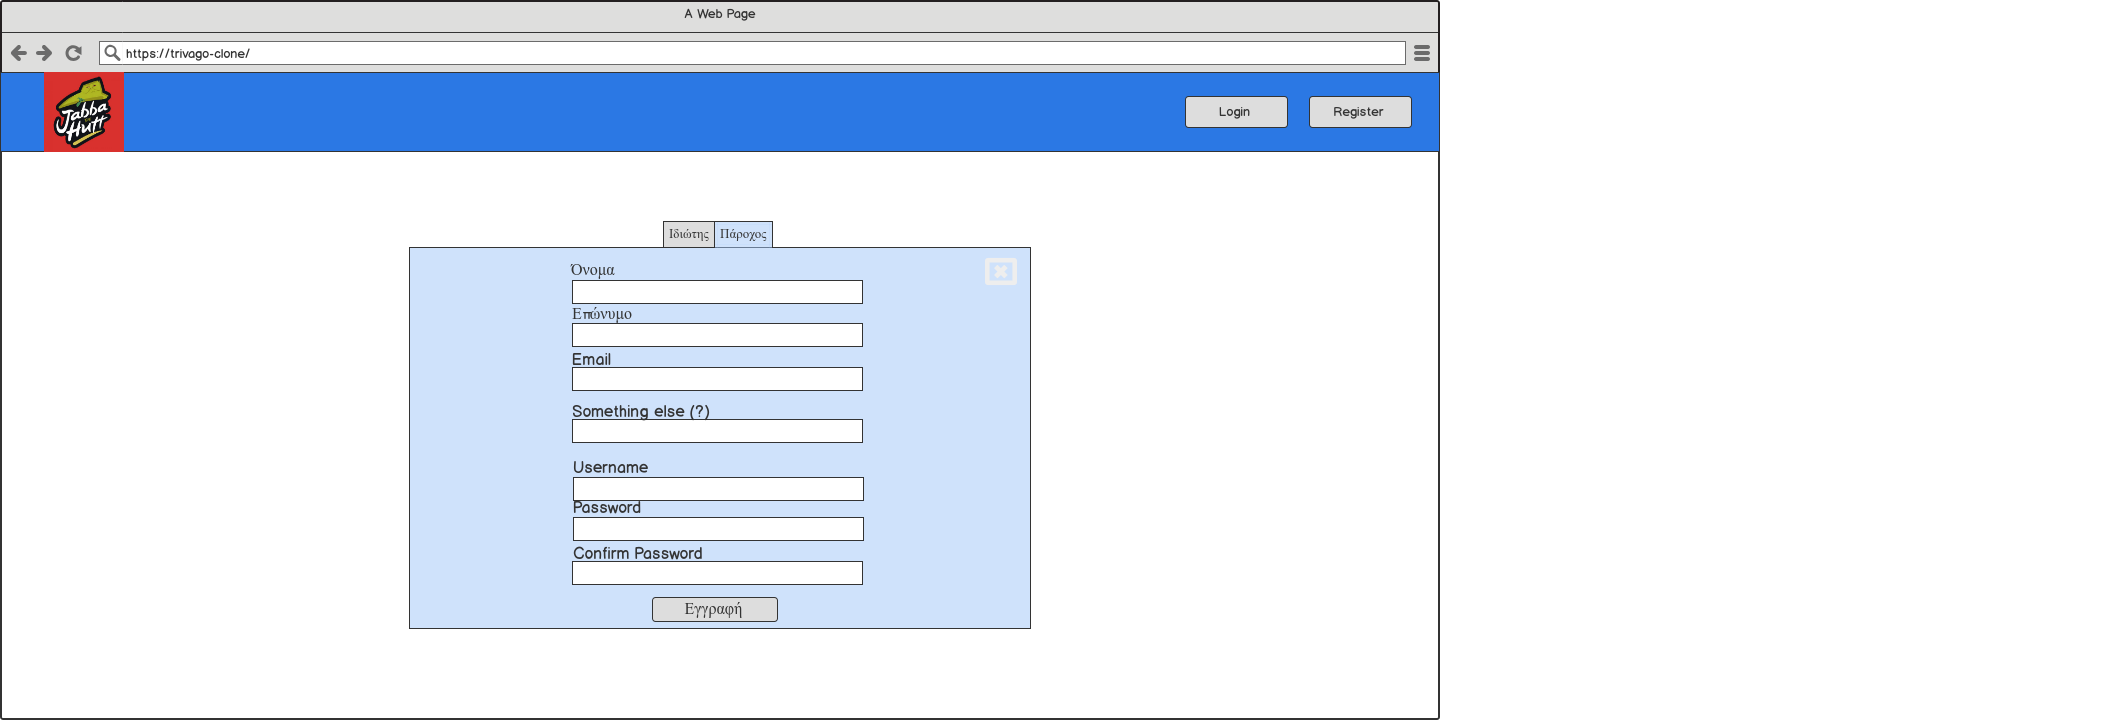 A Web Page
https://trivago-clone/
Jabba
Hutt
Login
Register
Ιδιώτης
Πάροχος
Όνομα
Επώνυμο
Email
Something else (?)
Username
Password
Confirm Password
Εγγραφή